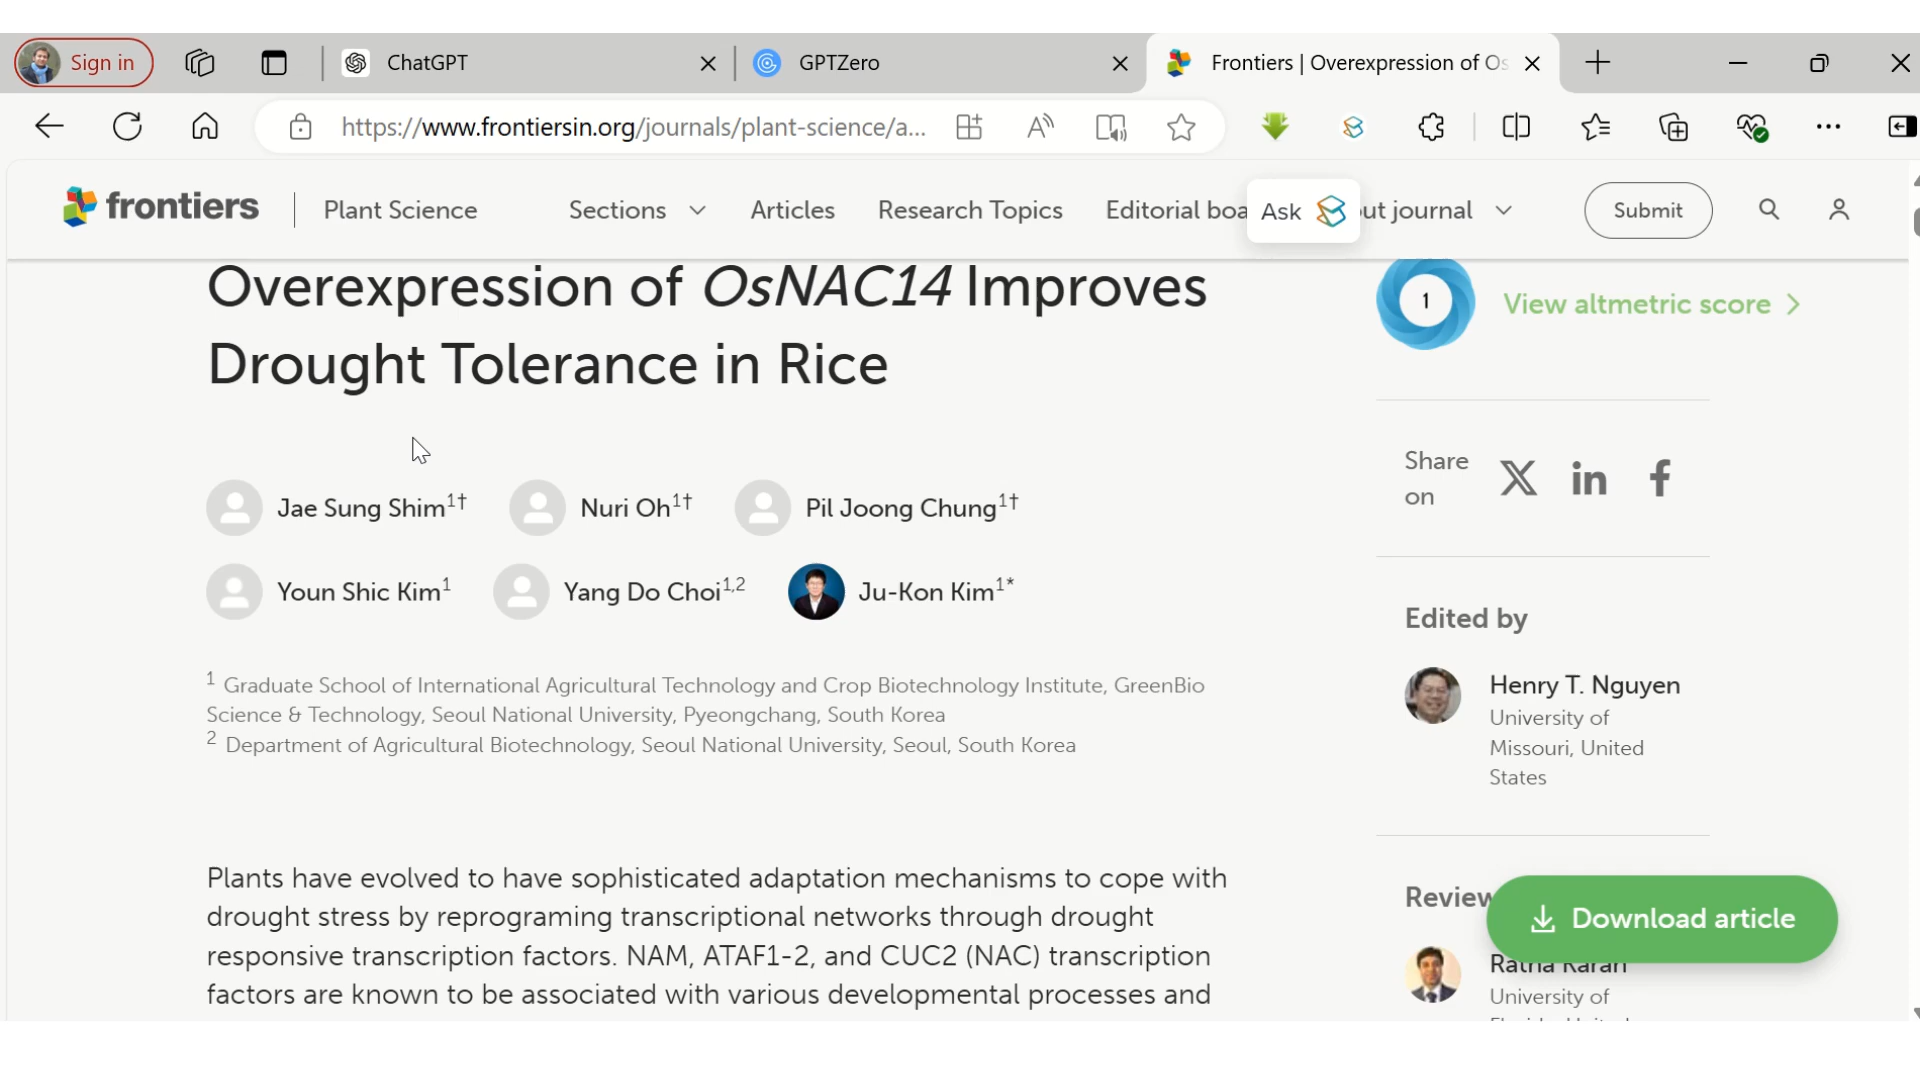 Sign in
ChatGPT
GPTZero
Frontiers | Overexpression of Os
https://www.frontiersin.org/journals/plant-science/a...
frontiers
Plant Science
Sections
Articles
Research Topics
Editorial boa
Ask
ut journal
Submit
Overexpression of OsNAC14 Improves
Drought Tolerance in Rice
1
View altmetric score
Share
on
Jae Sung Shim1† Nuri Oh1† Pil Joong Chung1†
Youn Shic Kim1 Yang Do Choi1,2 Ju-Kon Kim1*
1 Graduate School of International Agricultural Technology and Crop Biotechnology Institute, GreenBio
Science & Technology, Seoul National University, Pyeongchang, South Korea
2 Department of Agricultural Biotechnology, Seoul National University, Seoul, South Korea
Edited by
Henry T. Nguyen
University of
Missouri, United
States
Plants have evolved to have sophisticated adaptation mechanisms to cope with
drought stress by reprograming transcriptional networks through drought
responsive transcription factors. NAM, ATAF1-2, and CUC2 (NAC) transcription
factors are known to be associated with various developmental processes and
Review
Download article
Ratna Karan
University of